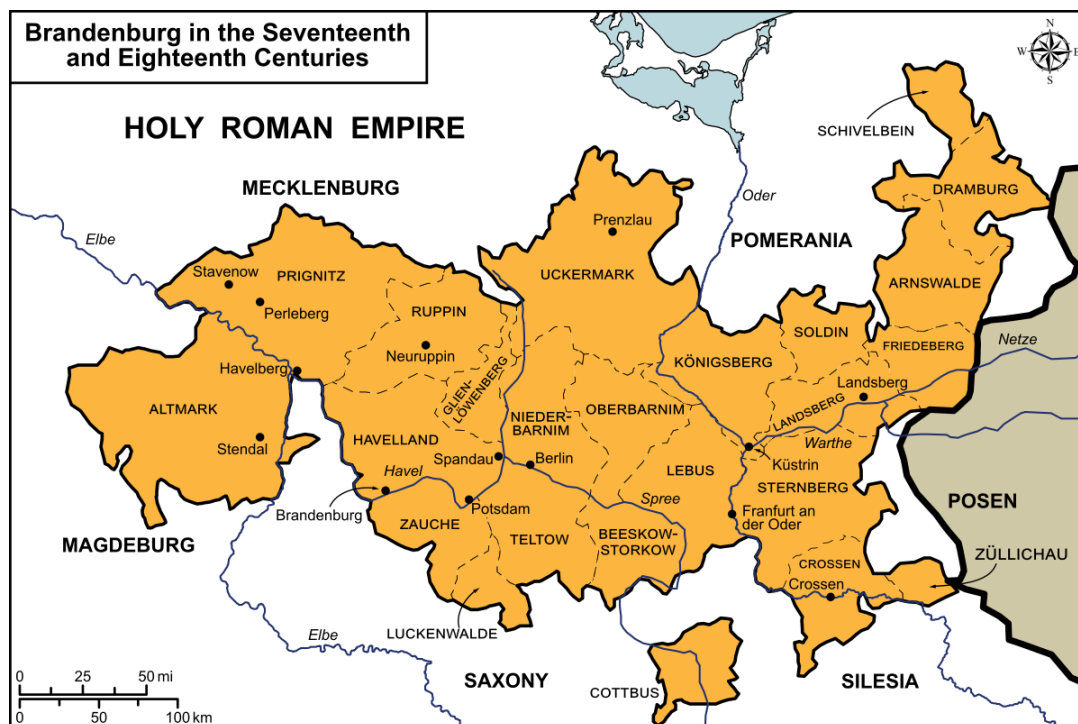 Brandenburg in the Seventeenth
and Eighteenth Centuries
N
W
E
S
HOLY ROMAN EMPIRE
SCHIVELBEIN
MECKLENBURG
DRAMBURG
Oder
Prenzlau
Elbe
POMERANIA
Stavenow
PRIGNITZ
UCKERMARK
ARNSWALDE
Perleberg
RUPPIN
SOLDIN
Netze
Neuruppin
KÖNIGSBERG
FRIEDEBERG
Havelberg
GLIEN-
LÖWENBERG
Landsberg
ALTMARK
NIEDER-
BARNIM
OBERBARNIM
LANDSBERG
Stendal
HAVELLAND
Warthe
Spandau
Berlin
LEBUS
Küstrin
Havel
STERNBERG
Brandenburg
Potsdam
Spree
Franfurt an
der Oder
POSEN
ZAUCHE
TELTOW
BEESKOW-
STORKOW
MAGDEBURG
CROSSEN
ZÜLLICHAU
Crossen
Elbe
LUCKENWALDE
SAXONY
COTTBUS
SILESIA
0 25 50 mi
0 50 100 km